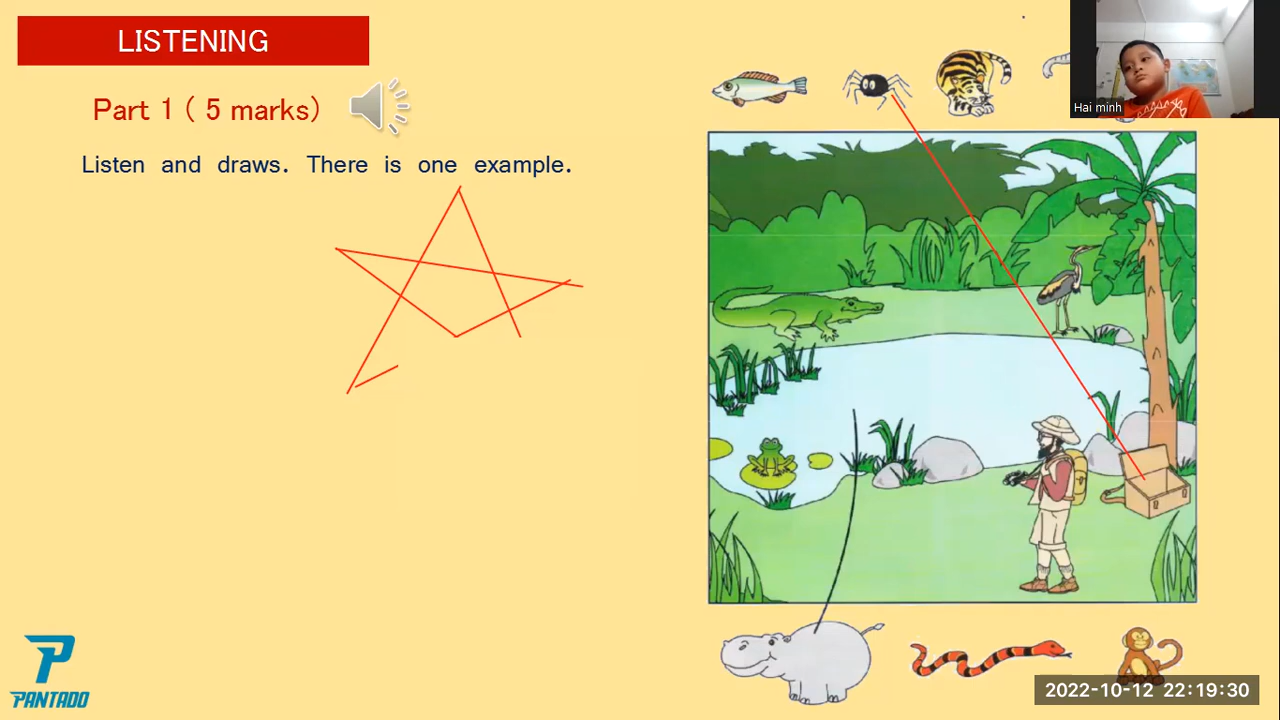 LISTENING
Part 1 ( 5 marks)
Listen and draws. There is one example.
Hai minh
PANTADO
2022-10-12 22:19:30